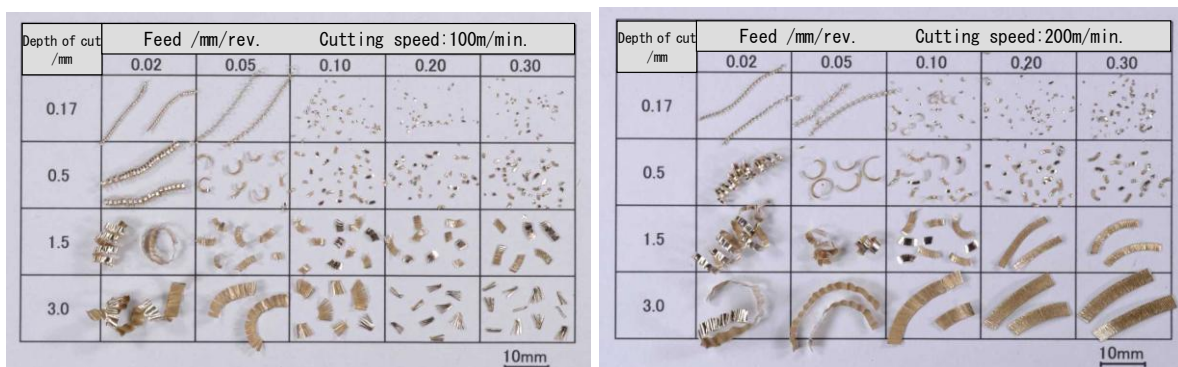 Depth of cut
/mm
Feed /mm/rev.
Cutting speed:100m/min.
0.02 0.05 0.10 0.20 0.30
0.17
0.5
1.5
3.0
10mm
Depth of cut
/mm
Feed /mm/rev.
Cutting speed:200m/min.
0.02 0.05 0.10 0.20 0.30
0.17
0.5
1.5
3.0
10mm